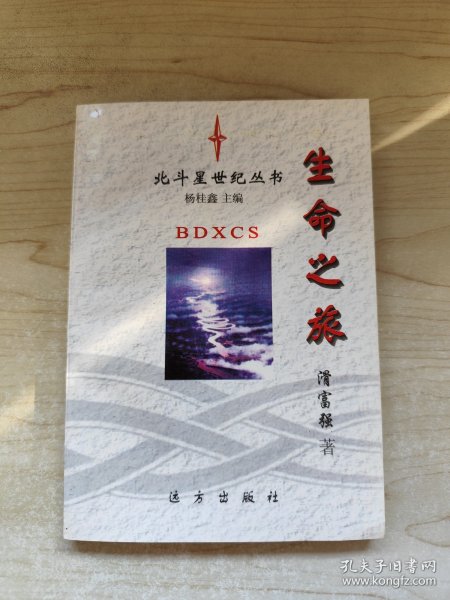 北斗星世纪丛书
杨桂鑫 主编
BDXCS
生命之旅
滑富强 著
远方出版社
孔夫子旧书网
www.kongfz.com